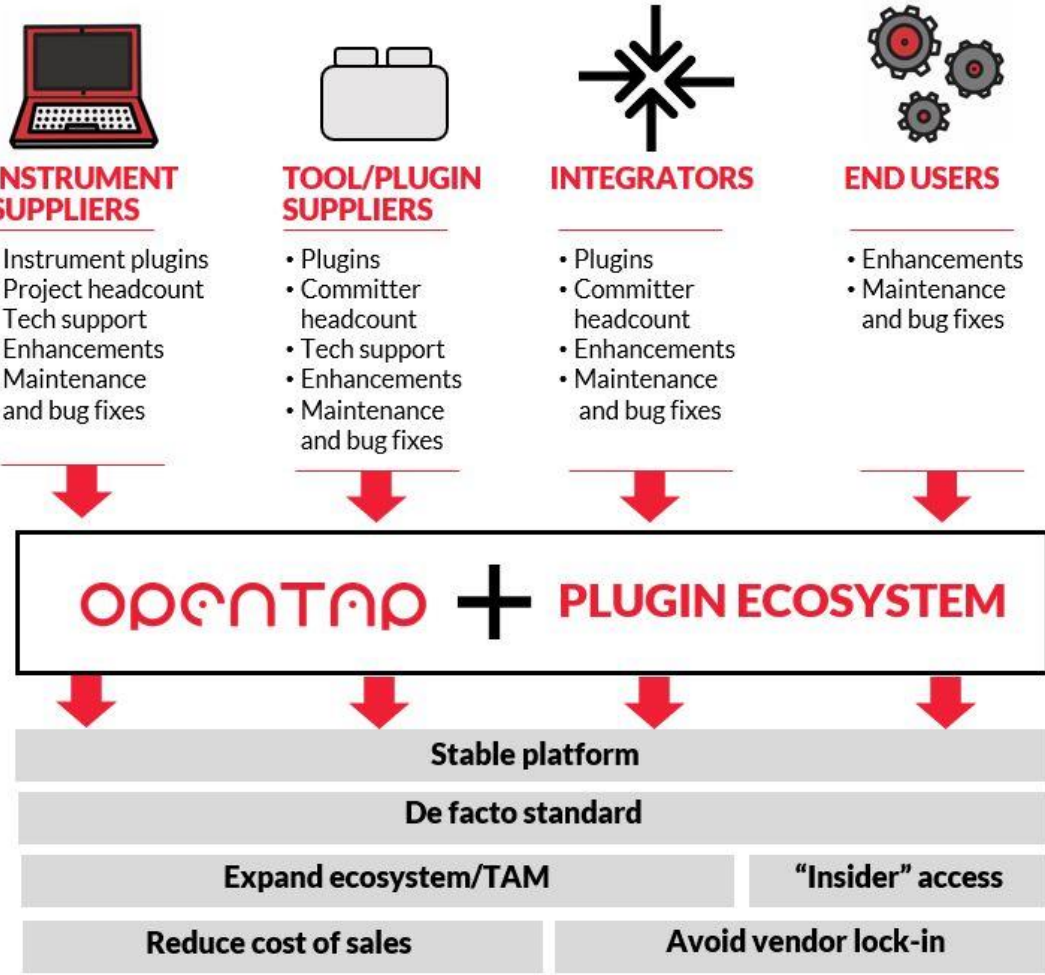 NSTRUMENT
SUPPLIERS
Instrument plugins
Project headcount
Tech support
Enhancements
Maintenance
and bug fixes
TOOL/PLUGIN
SUPPLIERS
• Plugins
• Committer
headcount
• Tech support
• Enhancements
• Maintenance
and bug fixes
INTEGRATORS
• Plugins
• Committer
headcount
• Enhancements
• Maintenance
and bug fixes
END USERS
• Enhancements
• Maintenance
and bug fixes
OPENTAP + PLUGIN ECOSYSTEM
Stable platform
De facto standard
Expand ecosystem/TAM
“Insider” access
Reduce cost of sales
Avoid vendor lock-in